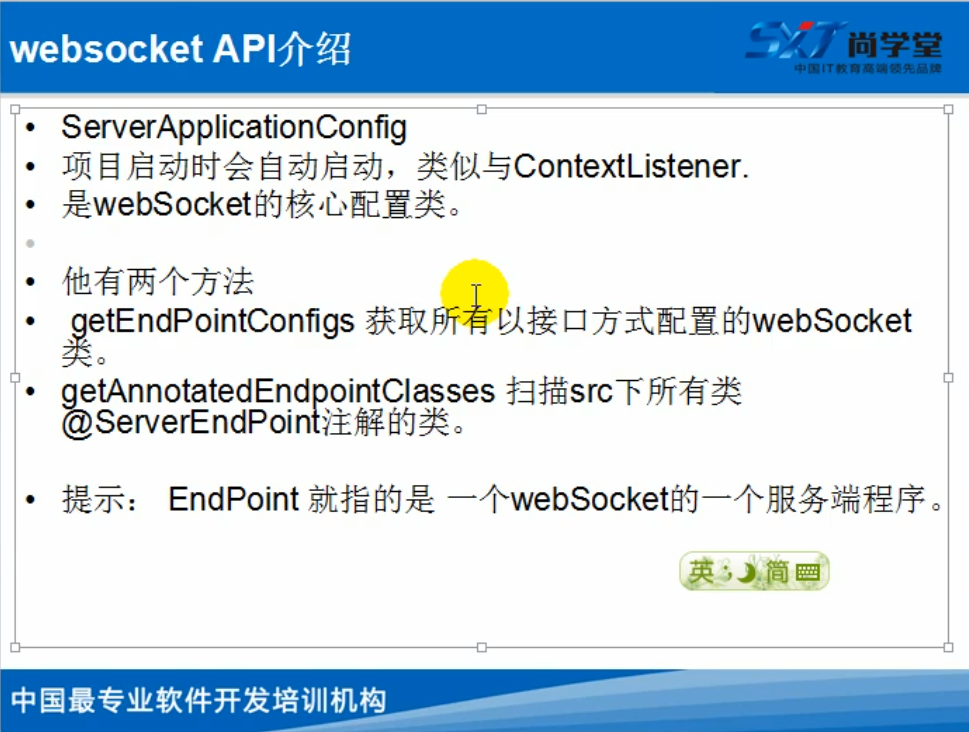 websocket API介绍
SXT 尚学堂
中国IT教育高端领先品牌
• ServerApplicationConfig
• 项目启动时会自动启动，类似与ContextListener.
• 是webSocket的核心配置类。
•
• 他有两个方法
• getEndPointConfigs 获取所有以接口方式配置的webSocket
类。
• getAnnotatedEndpointClasses 扫描src下所有类
@ServerEndPoint注解的类。
• 提示： EndPoint 就指的是 一个webSocket的一个服务端程序。
英 简
中国最专业软件开发培训机构